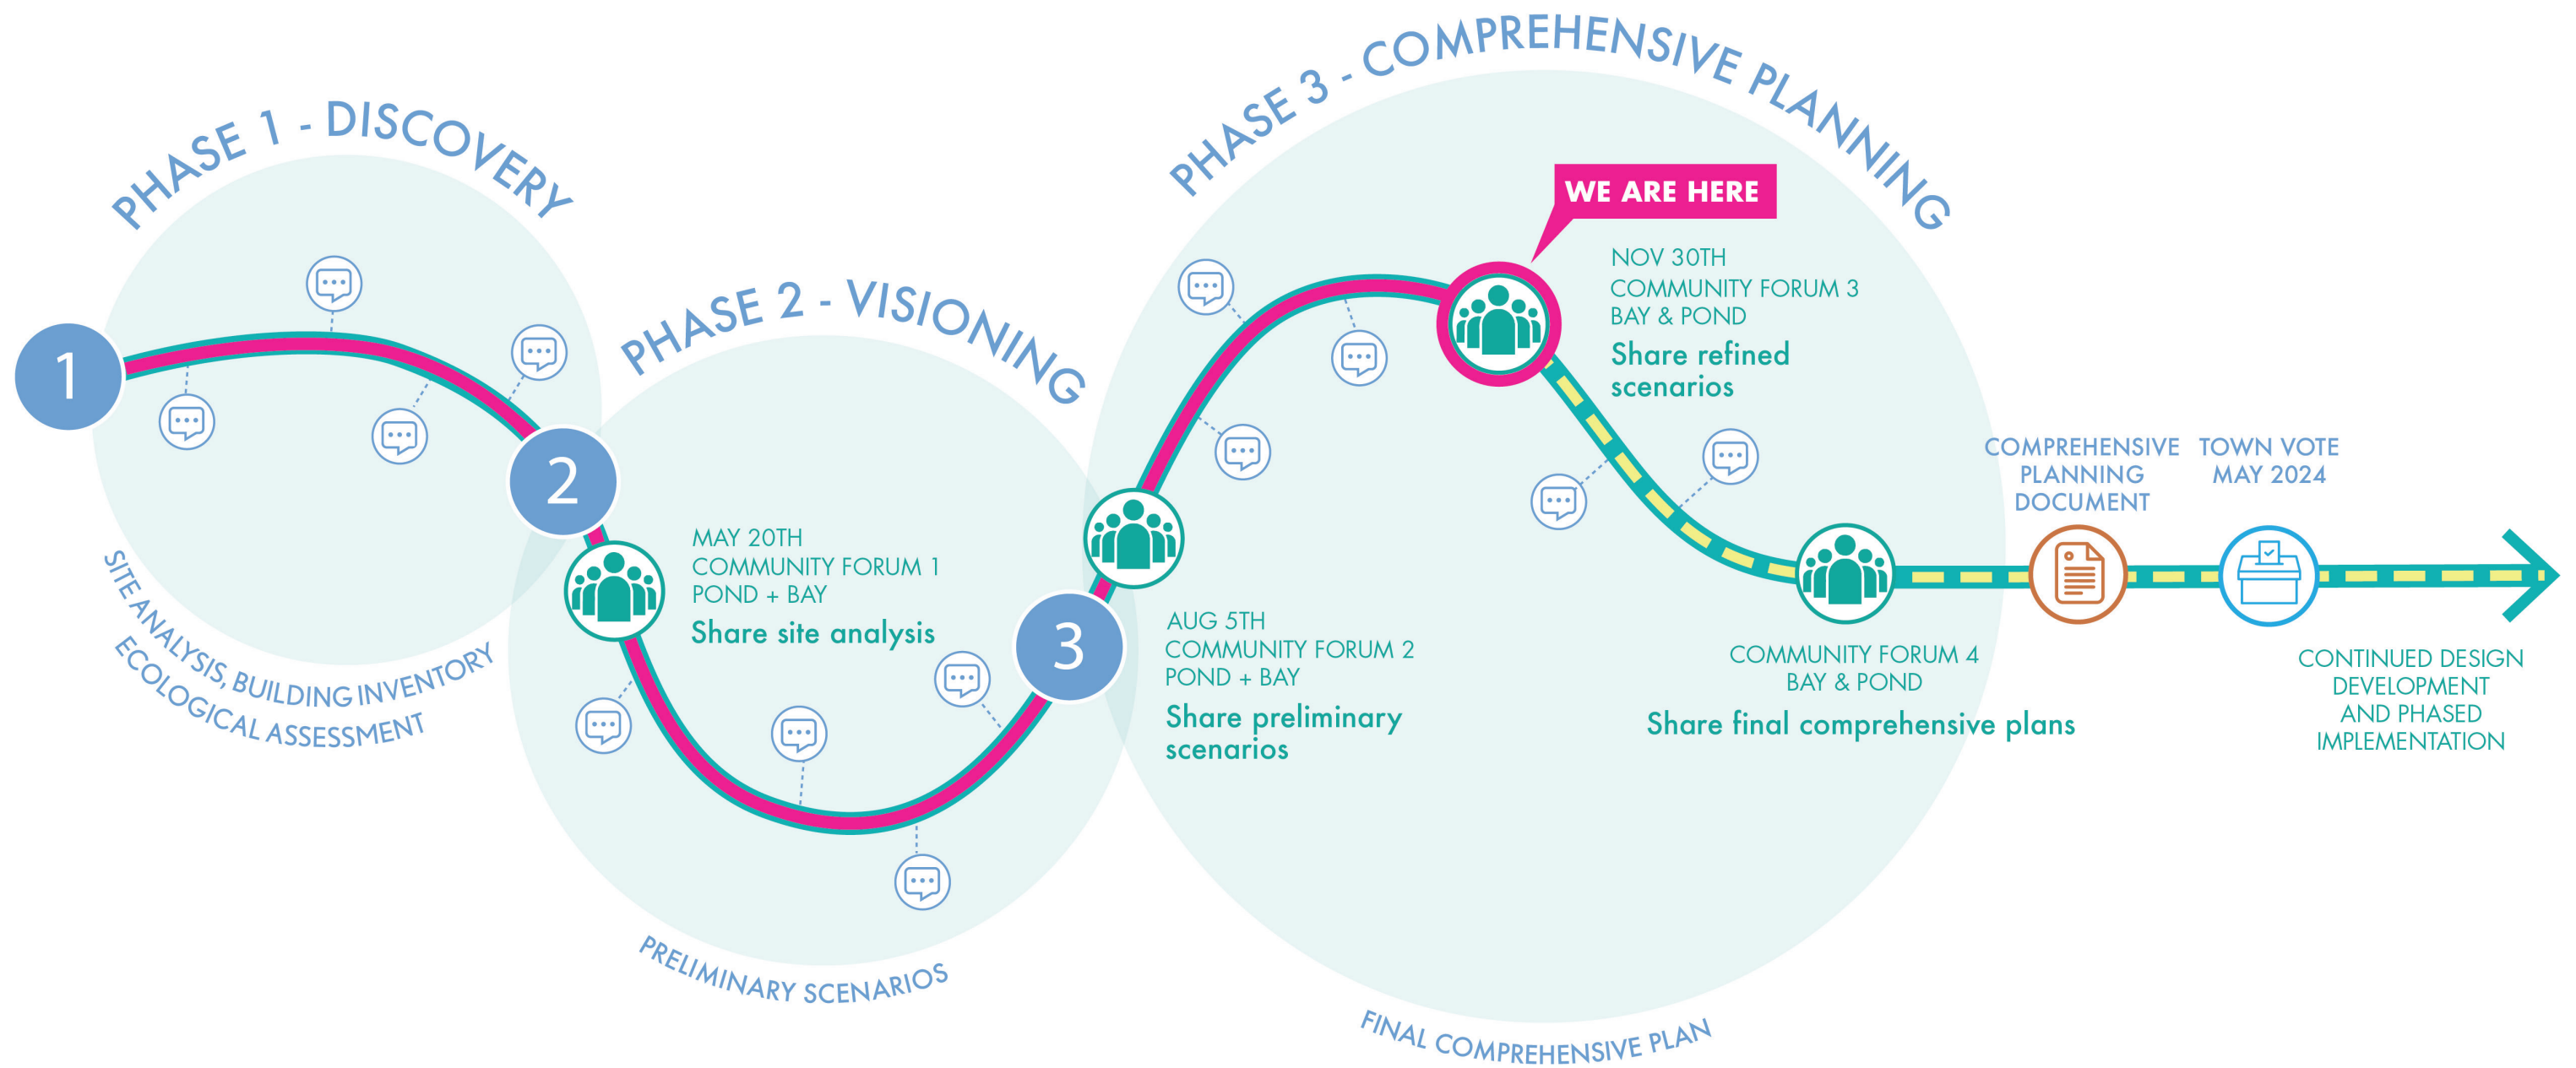 PHASE 1 - DISCOVERY
1
2
SITE ANALYSIS, BUILDING INVENTORY
ECOLOGICAL ASSESSMENT
PHASE 2 - VISIONING
MAY 20TH
COMMUNITY FORUM 1
POND + BAY
Share site analysis
3
PRELIMINARY SCENARIOS
PHASE 3 - COMPREHENSIVE PLANNING
AUG 5TH
COMMUNITY FORUM 2
POND + BAY
Share preliminary
scenarios
WE ARE HERE
NOV 30TH
COMMUNITY FORUM 3
BAY & POND
Share refined
scenarios
COMMUNITY FORUM 4
BAY & POND
Share final comprehensive plans
FINAL COMPREHENSIVE PLAN
COMPREHENSIVE
PLANNING
DOCUMENT
TOWN VOTE
MAY 2024
CONTINUED DESIGN
DEVELOPMENT
AND PHASED
IMPLEMENTATION